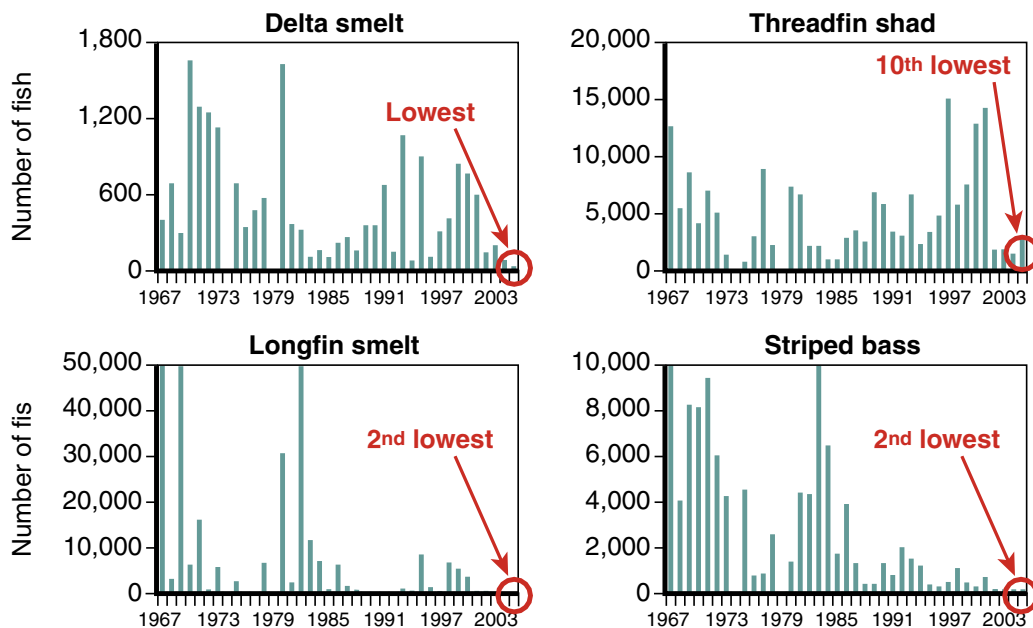 Delta smelt
Number of fish
1,800
1,200
600
0
Lowest
1967 1973 1979 1985 1991 1997 2003
Threadfin shad
20,000
15,000
10,000
5,000
0
10th lowest
1967 1973 1979 1985 1991 1997 2003
Longfin smelt
Number of fis
50,000
40,000
30,000
20,000
10,000
0
2nd lowest
1967 1973 1979 1985 1991 1997 2003
Striped bass
10,000
8,000
6,000
4,000
2,000
0
2nd lowest
1967 1973 1979 1985 1991 1997 2003